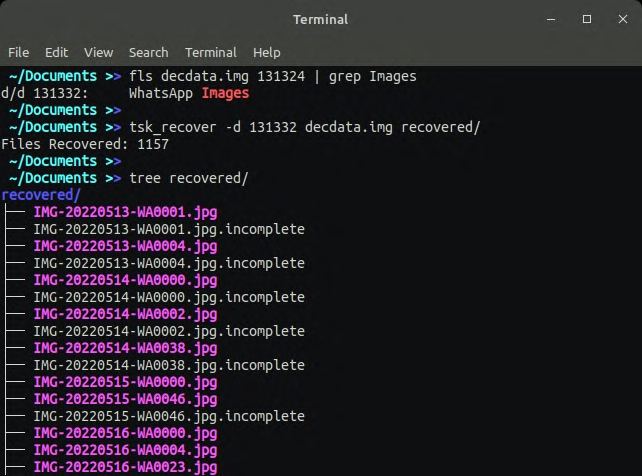 Terminal
File Edit View Search Terminal Help
~/Documents >> fls decdata.img 131324 | grep Images
d/d 131332: WhatsApp Images
~/Documents >>
~/Documents >> tsk_recover -d 131332 decdata.img recovered/
Files Recovered: 1157
~/Documents >>
~/Documents >> tree recovered/
recovered/
├── IMG-20220513-WA0001.jpg
├── IMG-20220513-WA0001.jpg.incomplete
├── IMG-20220513-WA0004.jpg
├── IMG-20220513-WA0004.jpg.incomplete
├── IMG-20220514-WA0000.jpg
├── IMG-20220514-WA0000.jpg.incomplete
├── IMG-20220514-WA0002.jpg
├── IMG-20220514-WA0002.jpg.incomplete
├── IMG-20220514-WA0038.jpg
├── IMG-20220514-WA0038.jpg.incomplete
├── IMG-20220515-WA0000.jpg
├── IMG-20220515-WA0046.jpg
├── IMG-20220515-WA0046.jpg.incomplete
├── IMG-20220516-WA0000.jpg
├── IMG-20220516-WA0004.jpg
├── IMG-20220516-WA0023.jpg